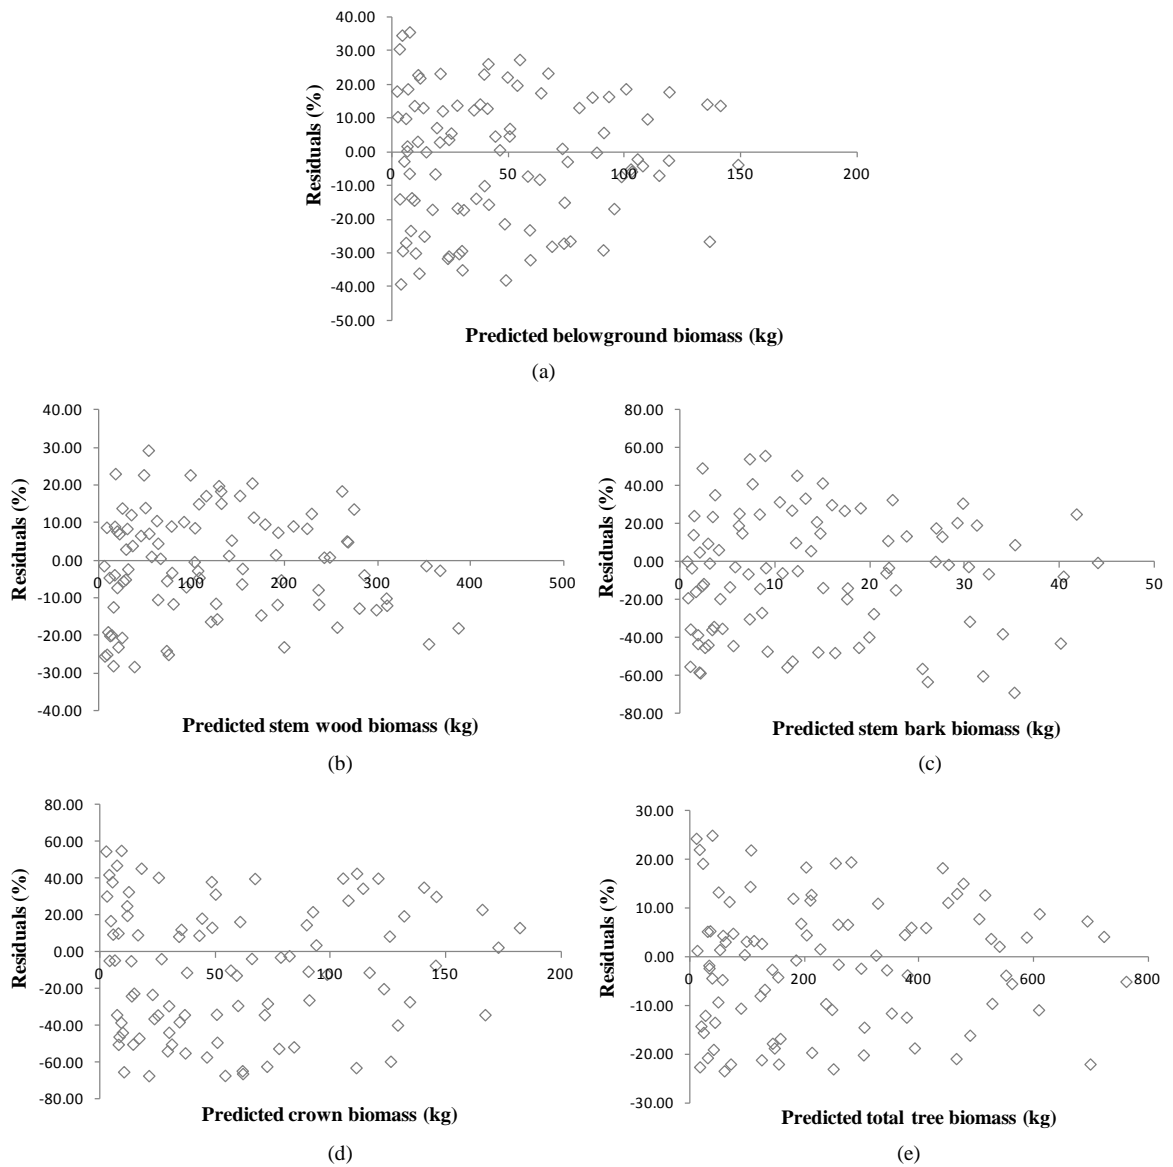 40.00
30.00
20.00
10.00
0.00
-10.00
-20.00
-30.00
-40.00
-50.00
0 50 100 150 200
Residuals (%)
Predicted belowground biomass (kg)
(a)
40.00
30.00
20.00
10.00
0.00
-10.00
-20.00
-30.00
-40.00
0 100 200 300 400 500
Residuals (%)
Predicted stem wood biomass (kg)
(b)
80.00
60.00
40.00
20.00
0.00
-20.00
-40.00
-60.00
-80.00
0 10 20 30 40 50
Residuals (%)
Predicted stem bark biomass (kg)
(c)
80.00
60.00
40.00
20.00
0.00
-20.00
-40.00
-60.00
-80.00
0 50 100 150 200
Residuals (%)
Predicted crown biomass (kg)
(d)
30.00
20.00
10.00
0.00
-10.00
-20.00
-30.00
0 200 400 600 800
Residuals (%)
Predicted total tree biomass (kg)
(e)